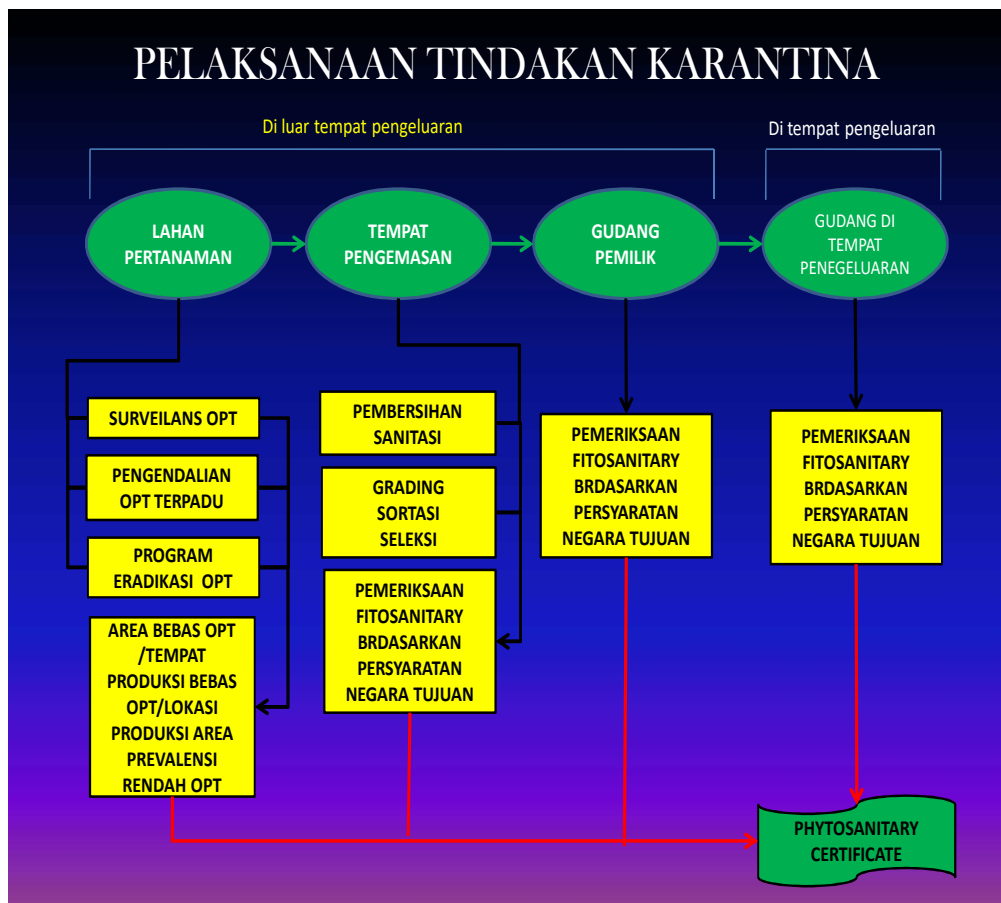 PELAKSANAAN TINDAKAN KARANTINA
Di luar tempat pengeluaran
Di tempat pengeluaran
LAHAN
PERTANAMAN
TEMPAT
PENGEMASAN
GUDANG
PEMILIK
GUDANG DI
TEMPAT
PENEGELUARAN
SURVEILANS OPT
PENGENDALIAN
OPT TERPADU
PROGRAM
ERADIKASI OPT
AREA BEBAS OPT
/TEMPAT
PRODUKSI BEBAS
OPT/LOKASI
PRODUKSI AREA
PREVALENSI
RENDAH OPT
PEMBERSIHAN
SANITASI
GRADING
SORTASI
SELEKSI
PEMERIKSAAN
FITOSANITARY
BRDASARKAN
PERSYARATAN
NEGARA TUJUAN
PEMERIKSAAN
FITOSANITARY
BRDASARKAN
PERSYARATAN
NEGARA TUJUAN
PEMERIKSAAN
FITOSANITARY
BRDASARKAN
PERSYARATAN
NEGARA TUJUAN
PHYTOSANITARY
CERTIFICATE